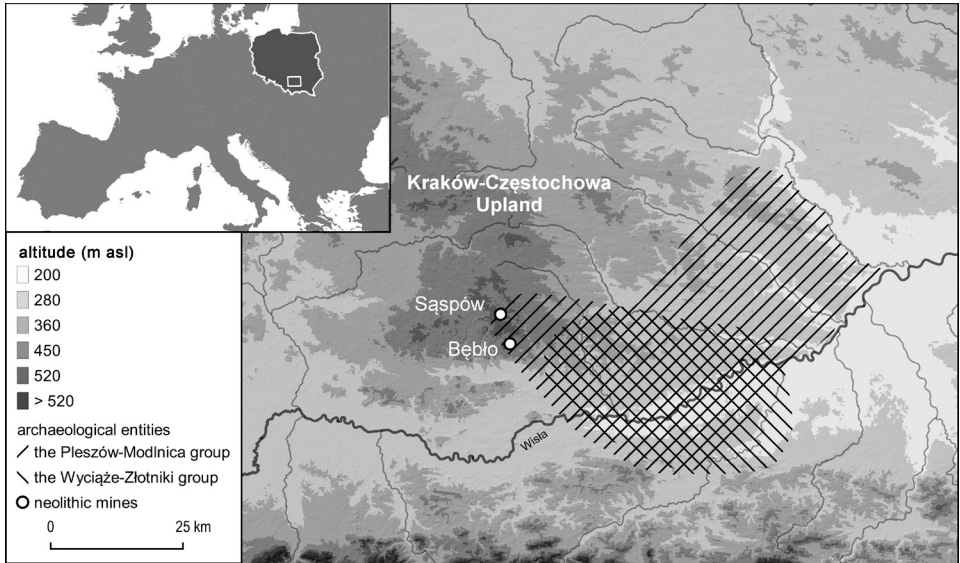 Kraków-Częstochowa
Upland
Sąspów
Bębło
Wisła
altitude (m asl)
200
280
360
450
520
> 520
archaeological entities
the Pleszów-Modlnica group
the Wyciąże-Złotniki group
neolithic mines
0 25 km